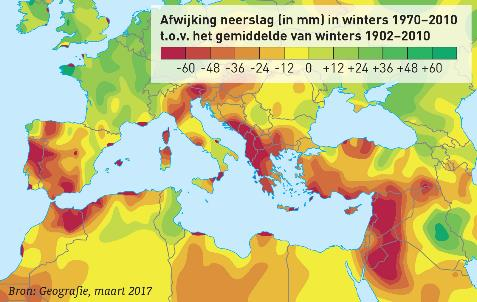 Afwijking neerslag (in mm) in winters 1970-2010
t.o.v. het gemiddelde van winters 1902-2010
-60 -48 -36 -24 -12 0 +12 +24 +36 +48 +60
Bron: Geografie, maart 2017